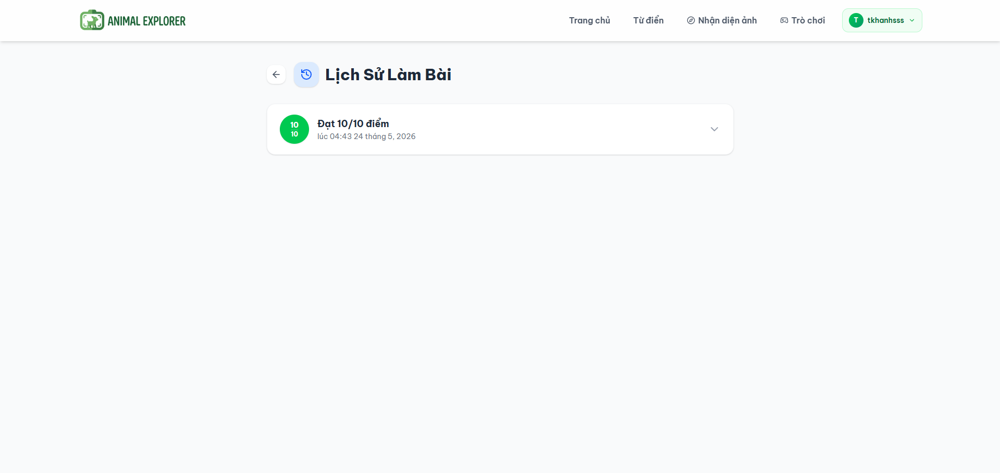 ANIMAL EXPLORER
Trang chủ
Từ điển
Nhận diện ảnh
Trò chơi
T
tkhanhsss
Lịch Sử Làm Bài
10
10
Đạt 10/10 điểm
lúc 04:43 24 tháng 5, 2026